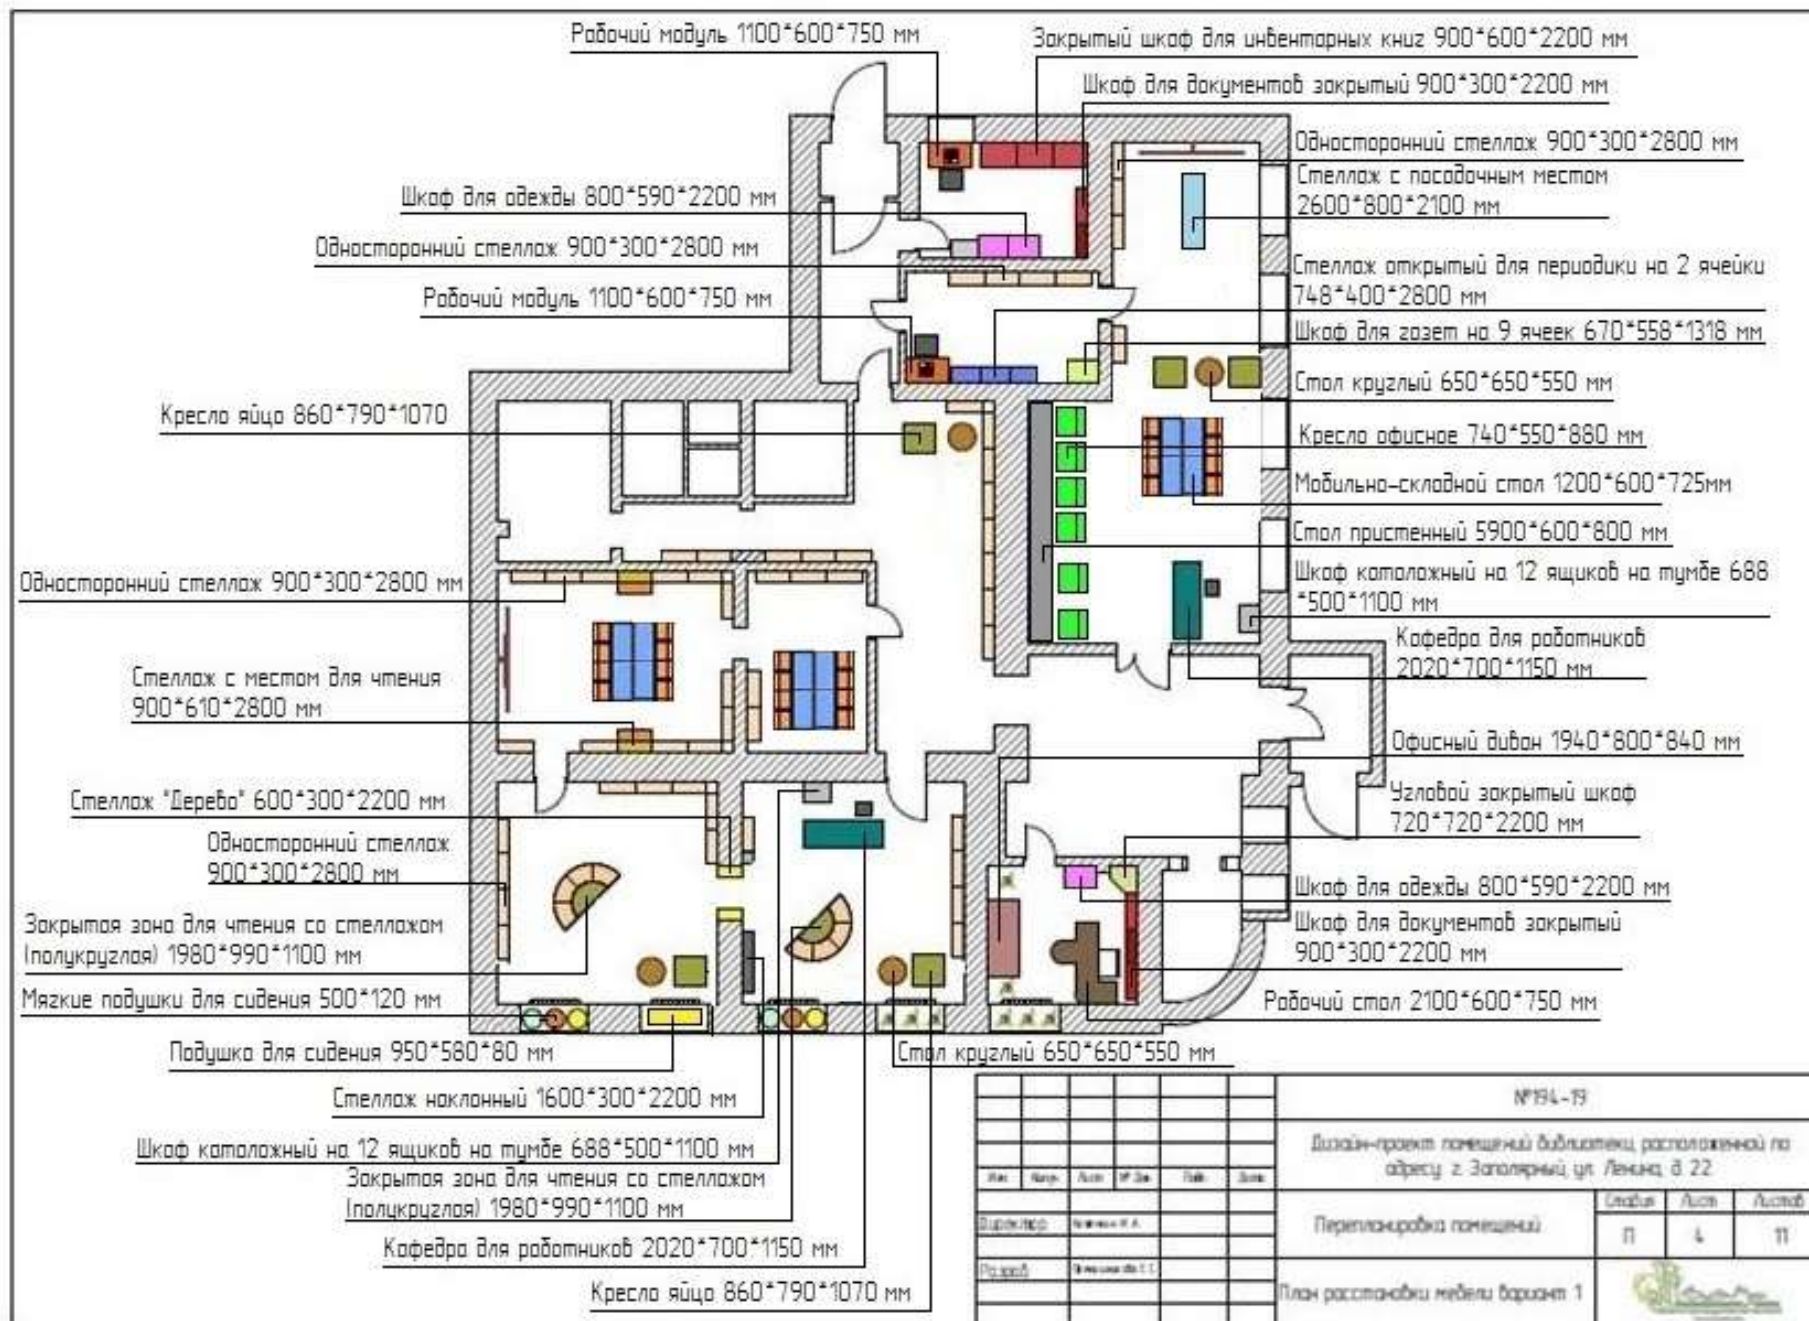 Рабочий модуль 1100*600*750 мм
Закрытый шкаф для инвентарных книг 900*600*2200 мм
Шкаф для документов закрытый 900*300*2200 мм
Односторонний стеллаж 900*300*2800 мм
Стеллаж с посадочным местом
2600*800*2100 мм
Шкаф для одежды 800*590*2200 мм
Односторонний стеллаж 900*300*2800 мм
Рабочий модуль 1100*600*750 мм
Стеллаж открытый для периодики на 2 ячейки
748*400*2800 мм
Шкаф для газет на 9 ячеек 670*558*1318 мм
Стол круглый 650*650*550 мм
Кресло яйцо 860*790*1070
Кресло офисное 740*550*880 мм
Мобильно-складной стол 1200*600*725мм
Стол пристенный 5900*600*800 мм
Шкаф каталожный на 12 ящиков на тумбе 688
*500*1100 мм
Односторонний стеллаж 900*300*2800 мм
Кафедра для работников
2020*700*1150 мм
Стеллаж с местом для чтения
900*610*2800 мм
Офисный диван 1940*800*840 мм
Стеллаж "Дерево" 600*300*2200 мм
Угловой закрытый шкаф
720*720*2200 мм
Односторонний стеллаж
900*300*2800 мм
Шкаф для одежды 800*590*2200 мм
Закрытая зона для чтения со стеллажом
(полукруглая) 1980*990*1100 мм
Шкаф для документов закрытый
900*300*2200 мм
Мягкие подушки для сидения 500*120 мм
Рабочий стол 2100*600*750 мм
Подушка для сидения 950*580*80 мм
Стол круглый 650*650*550 мм
Стеллаж наклонный 1600*300*2200 мм
Шкаф каталожный на 12 ящиков на тумбе 688*500*1100 мм
Закрытая зона для чтения со стеллажом
(полукруглая) 1980*990*1100 мм
Кафедра для работников 2020*700*1150 мм
Кресло яйцо 860*790*1070 мм
№194-19
Дизайн-проект помещений библиотеки, расположенной по
адресу: г. Заполярный, ул. Ленина, д. 22
Изм. Лист № Док. Дата
Директор
Перепланировка помещений
Стадия Лист Листов
П 4 11
Разраб.
План расстановки мебели вариант 1